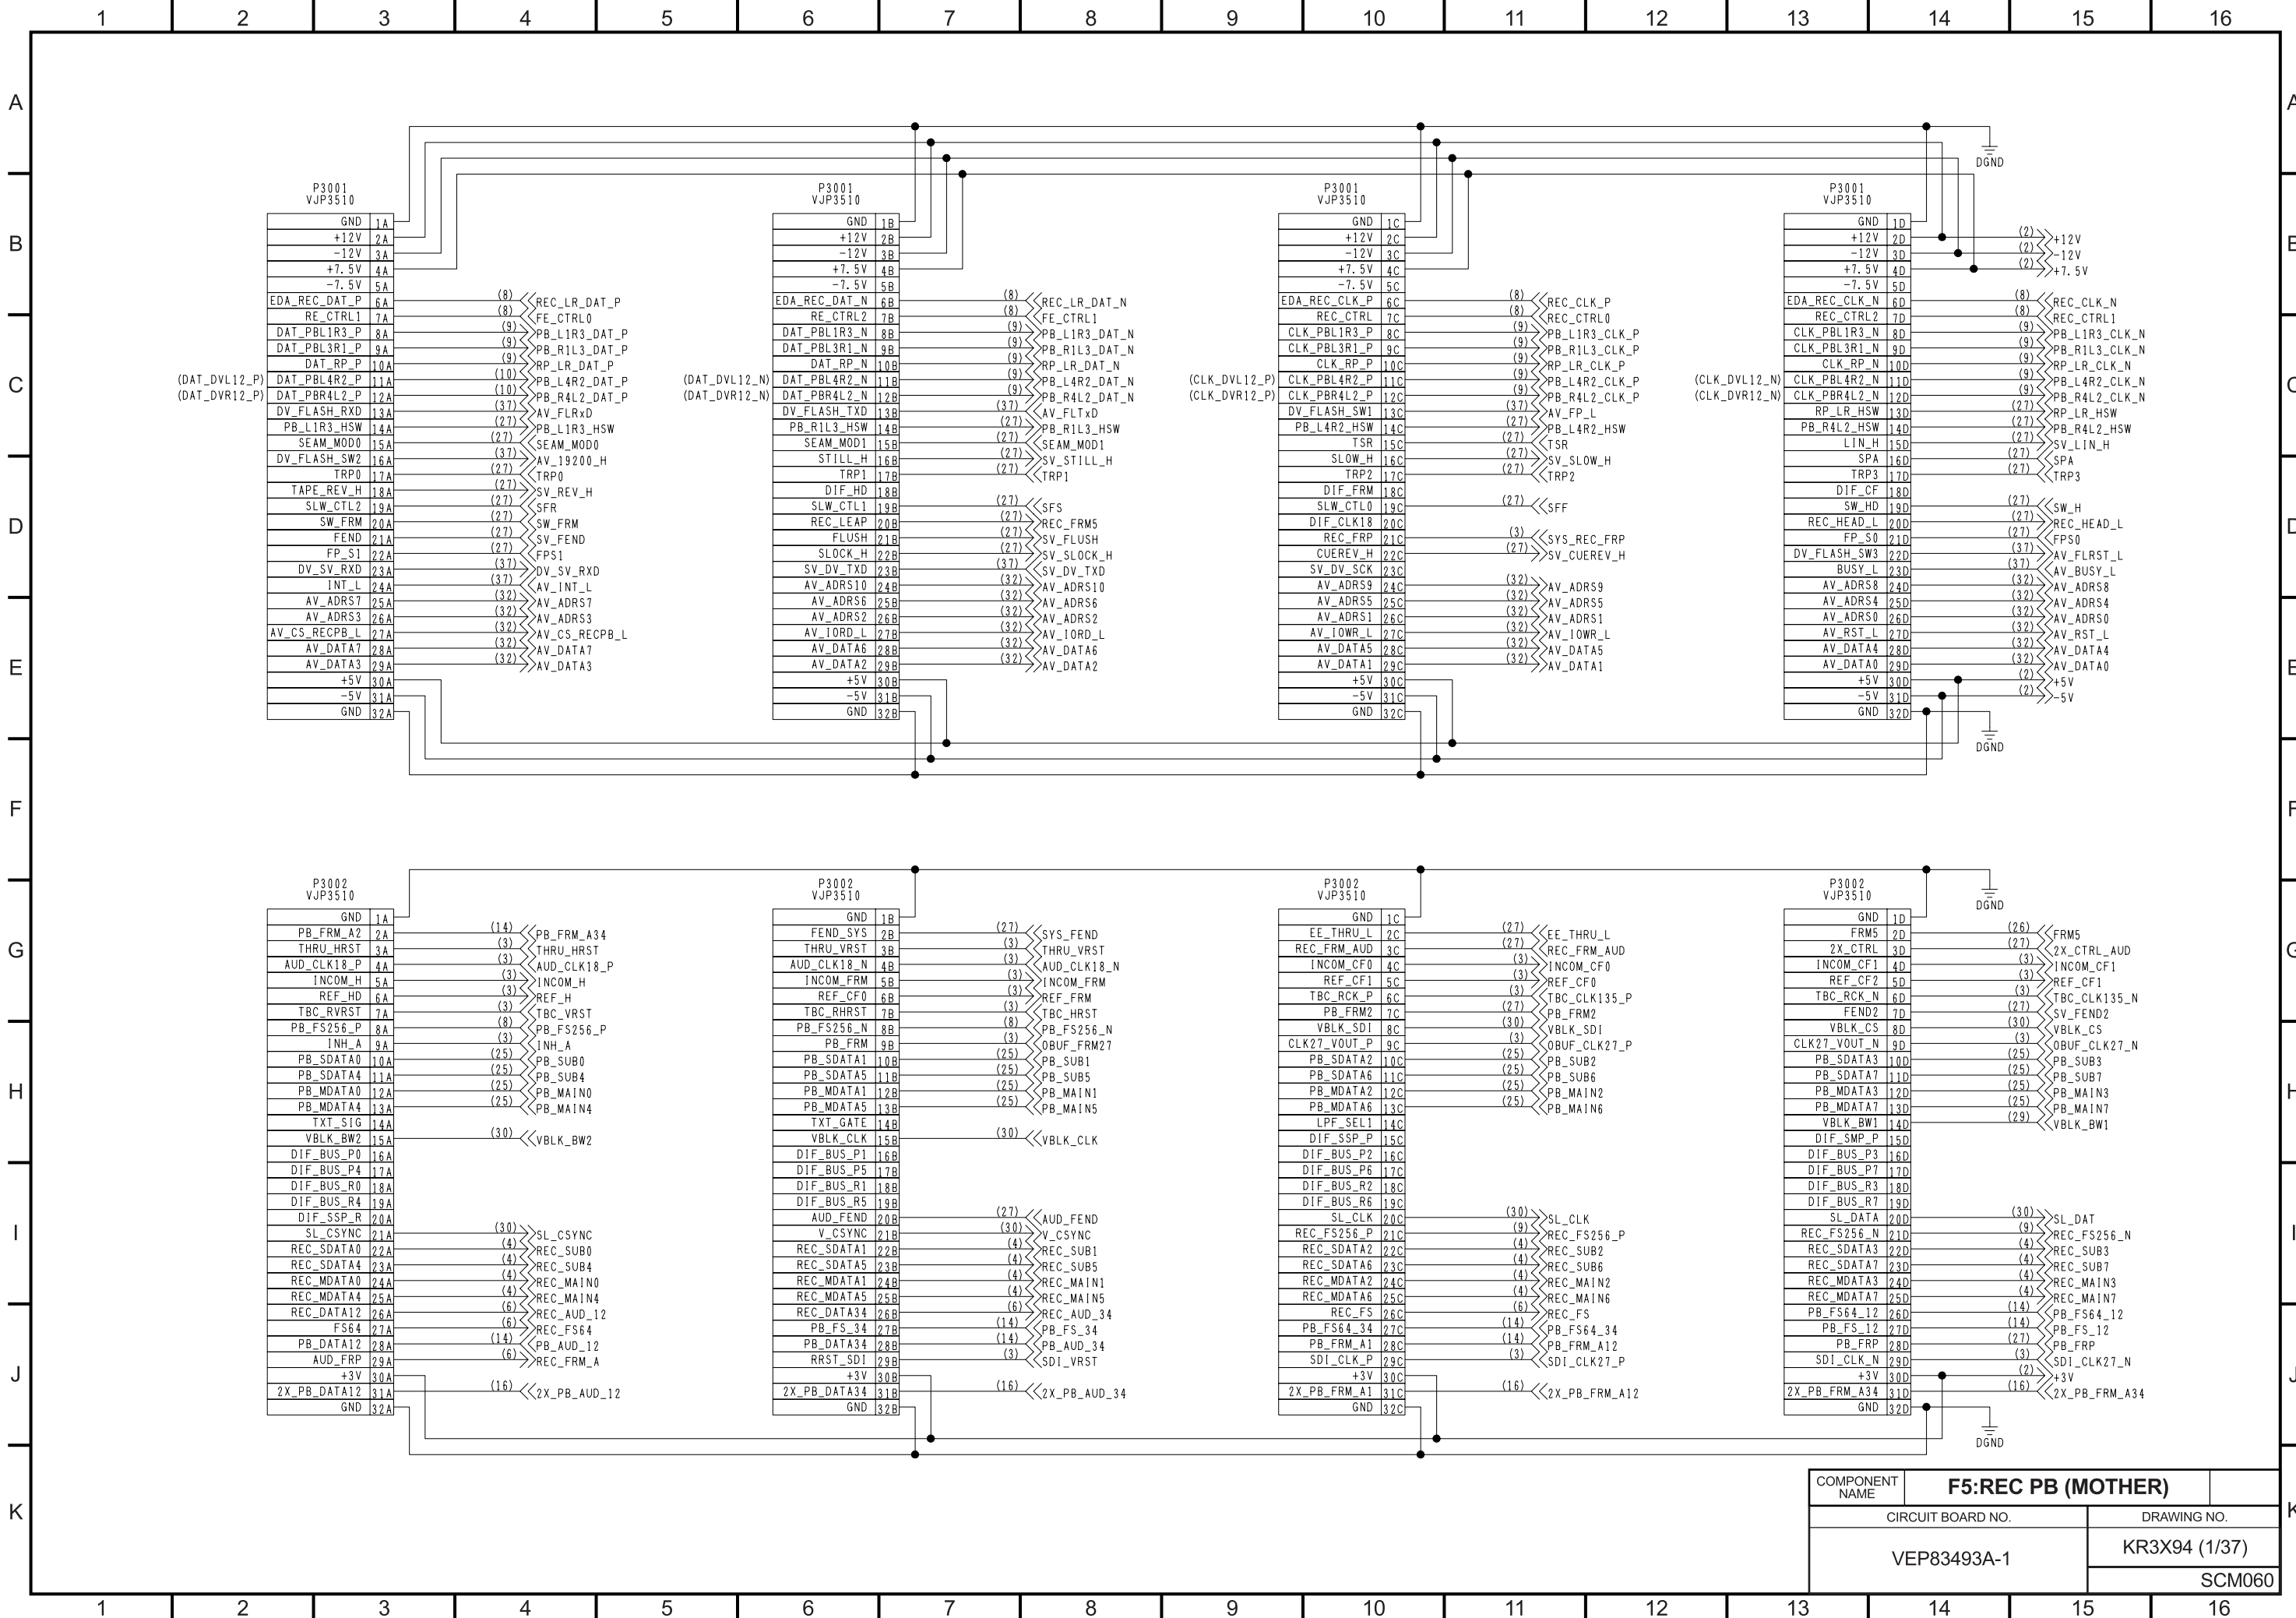 1 2 3 4 5 6 7 8 9 10 11 12 13 14 15 16
A A
B B
C C
D D
E E
F F
G G
H H
I I
J J
K K
DGND
P3001
VJP3510
GND 1A
+12V 2A
-12V 3A
+7.5V 4A
-7.5V 5A
EDA_REC_DAT_P 6A (8) REC_LR_DAT_P
RE_CTRL1 7A (8) FE_CTRL0
DAT_PBL1R3_P 8A (9) PB_L1R3_DAT_P
DAT_PBL3R1_P 9A (9) PB_R1L3_DAT_P
DAT_RP_P 10A (9) RP_LR_DAT_P
(DAT_DVL12_P) DAT_PBL4R2_P 11A (10) PB_L4R2_DAT_P
(DAT_DVR12_P) DAT_PBR4L2_P 12A (10) PB_R4L2_DAT_P
DV_FLASH_RXD 13A (37) AV_FLRxD
PB_L1R3_HSW 14A (27) PB_L1R3_HSW
SEAM_MOD0 15A (27) SEAM_MOD0
DV_FLASH_SW2 16A (37) AV_19200_H
TRP0 17A (27) TRP0
TAPE_REV_H 18A (27) SV_REV_H
SLW_CTL2 19A (27) SFR
SW_FRM 20A (27) SW_FRM
FEND 21A (27) SV_FEND
FP_S1 22A (27) FPS1
DV_SV_RXD 23A (37) DV_SV_RXD
INT_L 24A (37) AV_INT_L
AV_ADRS7 25A (32) AV_ADRS7
AV_ADRS3 26A (32) AV_ADRS3
AV_CS_RECPB_L 27A (32) AV_CS_RECPB_L
AV_DATA7 28A (32) AV_DATA7
AV_DATA3 29A (32) AV_DATA3
+5V 30A
-5V 31A
GND 32A
P3001
VJP3510
GND 1B
+12V 2B
-12V 3B
+7.5V 4B
-7.5V 5B
EDA_REC_DAT_N 6B (8) REC_LR_DAT_N
RE_CTRL2 7B (8) FE_CTRL1
DAT_PBL1R3_N 8B (9) PB_L1R3_DAT_N
DAT_PBL3R1_N 9B (9) PB_R1L3_DAT_N
DAT_RP_N 10B (9) RP_LR_DAT_N
(DAT_DVL12_N) DAT_PBL4R2_N 11B (9) PB_L4R2_DAT_N
(DAT_DVR12_N) DAT_PBR4L2_N 12B (9) PB_R4L2_DAT_N
DV_FLASH_TXD 13B (37) AV_FLTxD
PB_R1L3_HSW 14B (27) PB_R1L3_HSW
SEAM_MOD1 15B (27) SEAM_MOD1
STILL_H 16B (27) SV_STILL_H
TRP1 17B (27) TRP1
DIF_HD 18B
SLW_CTL1 19B (27) SFS
REC_LEAP 20B (27) REC_FRM5
FLUSH 21B (27) SV_FLUSH
SLOCK_H 22B (27) SV_SLOCK_H
SV_DV_TXD 23B (37) SV_DV_TXD
AV_ADRS10 24B (32) AV_ADRS10
AV_ADRS6 25B (32) AV_ADRS6
AV_ADRS2 26B (32) AV_ADRS2
AV_IORD_L 27B (32) AV_IORD_L
AV_DATA6 28B (32) AV_DATA6
AV_DATA2 29B (32) AV_DATA2
+5V 30B
-5V 31B
GND 32B
P3001
VJP3510
GND 1C
+12V 2C
-12V 3C
+7.5V 4C
-7.5V 5C
EDA_REC_CLK_P 6C (8) REC_CLK_P
REC_CTRL 7C (8) REC_CTRL0
CLK_PBL1R3_P 8C (9) PB_L1R3_CLK_P
CLK_PBL3R1_P 9C (9) PB_R1L3_CLK_P
CLK_RP_P 10C (9) RP_LR_CLK_P
(CLK_DVL12_P) CLK_PBL4R2_P 11C (9) PB_L4R2_CLK_P
(CLK_DVR12_P) CLK_PBR4L2_P 12C (9) PB_R4L2_CLK_P
DV_FLASH_SW1 13C (37) AV_FP_L
PB_L4R2_HSW 14C (27) PB_L4R2_HSW
TSR 15C (27) TSR
SLOW_H 16C (27) SV_SLOW_H
TRP2 17C (27) TRP2
DIF_FRM 18C
SLW_CTL0 19C (27) SFF
DIF_CLK18 20C
REC_FRP 21C (3) SYS_REC_FRP
CUEREV_H 22C (27) SV_CUEREV_H
SV_DV_SCK 23C
AV_ADRS9 24C (32) AV_ADRS9
AV_ADRS5 25C (32) AV_ADRS5
AV_ADRS1 26C (32) AV_ADRS1
AV_IOWR_L 27C (32) AV_IOWR_L
AV_DATA5 28C (32) AV_DATA5
AV_DATA1 29C (32) AV_DATA1
+5V 30C
-5V 31C
GND 32C
P3001
VJP3510
GND 1D
+12V 2D (2) +12V
-12V 3D (2) -12V
+7.5V 4D (2) +7.5V
-7.5V 5D
EDA_REC_CLK_N 6D (8) REC_CLK_N
REC_CTRL2 7D (8) REC_CTRL1
CLK_PBL1R3_N 8D (9) PB_L1R3_CLK_N
CLK_PBL3R1_N 9D (9) PB_R1L3_CLK_N
CLK_RP_N 10D (9) RP_LR_CLK_N
(CLK_DVL12_N) CLK_PBL4R2_N 11D (9) PB_L4R2_CLK_N
(CLK_DVR12_N) CLK_PBR4L2_N 12D (9) PB_R4L2_CLK_N
RP_LR_HSW 13D (27) RP_LR_HSW
PB_R4L2_HSW 14D (27) PB_R4L2_HSW
LIN_H 15D (27) SV_LIN_H
SPA 16D (27) SPA
TRP3 17D (27) TRP3
DIF_CF 18D
SW_HD 19D (27) SW_H
REC_HEAD_L 20D (27) REC_HEAD_L
FP_S0 21D (27) FPS0
DV_FLASH_SW3 22D (37) AV_FLRST_L
BUSY_L 23D (37) AV_BUSY_L
AV_ADRS8 24D (32) AV_ADRS8
AV_ADRS4 25D (32) AV_ADRS4
AV_ADRS0 26D (32) AV_ADRS0
AV_RST_L 27D (32) AV_RST_L
AV_DATA4 28D (32) AV_DATA4
AV_DATA0 29D (32) AV_DATA0
+5V 30D (2) +5V
-5V 31D (2) -5V
GND 32D
DGND
P3002
VJP3510
GND 1A
PB_FRM_A2 2A (14) PB_FRM_A34
THRU_HRST 3A (3) THRU_HRST
AUD_CLK18_P 4A (3) AUD_CLK18_P
INCOM_H 5A (3) INCOM_H
REF_HD 6A (3) REF_H
TBC_RVRST 7A (3) TBC_VRST
PB_FS256_P 8A (8) PB_FS256_P
INH_A 9A (3) INH_A
PB_SDATA0 10A (25) PB_SUB0
PB_SDATA4 11A (25) PB_SUB4
PB_MDATA0 12A (25) PB_MAIN0
PB_MDATA4 13A (25) PB_MAIN4
TXT_SIG 14A
VBLK_BW2 15A (30) VBLK_BW2
DIF_BUS_P0 16A
DIF_BUS_P4 17A
DIF_BUS_R0 18A
DIF_BUS_R4 19A
DIF_SSP_R 20A
SL_CSYNC 21A (30) SL_CSYNC
REC_SDATA0 22A (4) REC_SUB0
REC_SDATA4 23A (4) REC_SUB4
REC_MDATA0 24A (4) REC_MAIN0
REC_MDATA4 25A (4) REC_MAIN4
REC_DATA12 26A (6) REC_AUD_12
FS64 27A (6) REC_FS64
PB_DATA12 28A (14) PB_AUD_12
AUD_FRP 29A (6) REC_FRM_A
+3V 30A
2X_PB_DATA12 31A (16) 2X_PB_AUD_12
GND 32A
P3002
VJP3510
GND 1B
FEND_SYS 2B (27) SYS_FEND
THRU_VRST 3B (3) THRU_VRST
AUD_CLK18_N 4B (3) AUD_CLK18_N
INCOM_FRM 5B (3) INCOM_FRM
REF_CF0 6B (3) REF_FRM
TBC_RHRST 7B (3) TBC_HRST
PB_FS256_N 8B (8) PB_FS256_N
PB_FRM 9B (3) OBUF_FRM27
PB_SDATA1 10B (25) PB_SUB1
PB_SDATA5 11B (25) PB_SUB5
PB_MDATA1 12B (25) PB_MAIN1
PB_MDATA5 13B (25) PB_MAIN5
TXT_GATE 14B
VBLK_CLK 15B (30) VBLK_CLK
DIF_BUS_P1 16B
DIF_BUS_P5 17B
DIF_BUS_R1 18B
DIF_BUS_R5 19B
AUD_FEND 20B (27) AUD_FEND
V_CSYNC 21B (30) V_CSYNC
REC_SDATA1 22B (4) REC_SUB1
REC_SDATA5 23B (4) REC_SUB5
REC_MDATA1 24B (4) REC_MAIN1
REC_MDATA5 25B (4) REC_MAIN5
REC_DATA34 26B (6) REC_AUD_34
PB_FS_34 27B (14) PB_FS_34
PB_DATA34 28B (14) PB_AUD_34
RRST_SDI 29B (3) SDI_VRST
+3V 30B
2X_PB_DATA34 31B (16) 2X_PB_AUD_34
GND 32B
P3002
VJP3510
GND 1C
EE_THRU_L 2C (27) EE_THRU_L
REC_FRM_AUD 3C (27) REC_FRM_AUD
INCOM_CF0 4C (3) INCOM_CF0
REF_CF1 5C (3) REF_CF0
TBC_RCK_P 6C (3) TBC_CLK135_P
PB_FRM2 7C (27) PB_FRM2
VBLK_SDI 8C (30) VBLK_SDI
CLK27_VOUT_P 9C (3) OBUF_CLK27_P
PB_SDATA2 10C (25) PB_SUB2
PB_SDATA6 11C (25) PB_SUB6
PB_MDATA2 12C (25) PB_MAIN2
PB_MDATA6 13C (25) PB_MAIN6
LPF_SEL1 14C
DIF_SSP_P 15C
DIF_BUS_P2 16C
DIF_BUS_P6 17C
DIF_BUS_R2 18C
DIF_BUS_R6 19C
SL_CLK 20C (30) SL_CLK
REC_FS256_P 21C (9) REC_FS256_P
REC_SDATA2 22C (4) REC_SUB2
REC_SDATA6 23C (4) REC_SUB6
REC_MDATA2 24C (4) REC_MAIN2
REC_MDATA6 25C (4) REC_MAIN6
REC_FS 26C (6) REC_FS
PB_FS64_34 27C (14) PB_FS64_34
PB_FRM_A1 28C (14) PB_FRM_A12
SDI_CLK_P 29C (3) SDI_CLK27_P
+3V 30C
2X_PB_FRM_A1 31C (16) 2X_PB_FRM_A12
GND 32C
DGND
P3002
VJP3510
GND 1D
FRM5 2D (26) FRM5
2X_CTRL 3D (27) 2X_CTRL_AUD
INCOM_CF1 4D (3) INCOM_CF1
REF_CF2 5D (3) REF_CF1
TBC_RCK_N 6D (3) TBC_CLK135_N
FEND2 7D (27) SV_FEND2
VBLK_CS 8D (30) VBLK_CS
CLK27_VOUT_N 9D (3) OBUF_CLK27_N
PB_SDATA3 10D (25) PB_SUB3
PB_SDATA7 11D (25) PB_SUB7
PB_MDATA3 12D (25) PB_MAIN3
PB_MDATA7 13D (25) PB_MAIN7
VBLK_BW1 14D (29) VBLK_BW1
DIF_SMP_P 15D
DIF_BUS_P3 16D
DIF_BUS_P7 17D
DIF_BUS_R3 18D
DIF_BUS_R7 19D
SL_DATA 20D (30) SL_DAT
REC_FS256_N 21D (9) REC_FS256_N
REC_SDATA3 22D (4) REC_SUB3
REC_SDATA7 23D (4) REC_SUB7
REC_MDATA3 24D (4) REC_MAIN3
REC_MDATA7 25D (4) REC_MAIN7
PB_FS64_12 26D (14) PB_FS64_12
PB_FS_12 27D (14) PB_FS_12
PB_FRP 28D (27) PB_FRP
SDI_CLK_N 29D (3) SDI_CLK27_N
+3V 30D (2) +3V
2X_PB_FRM_A34 31D (16) 2X_PB_FRM_A34
GND 32D
DGND
COMPONENT NAME F5:REC PB (MOTHER)
CIRCUIT BOARD NO. DRAWING NO.
VEP83493A-1 KR3X94 (1/37)
SCM060
1 2 3 4 5 6 7 8 9 10 11 12 13 14 15 16